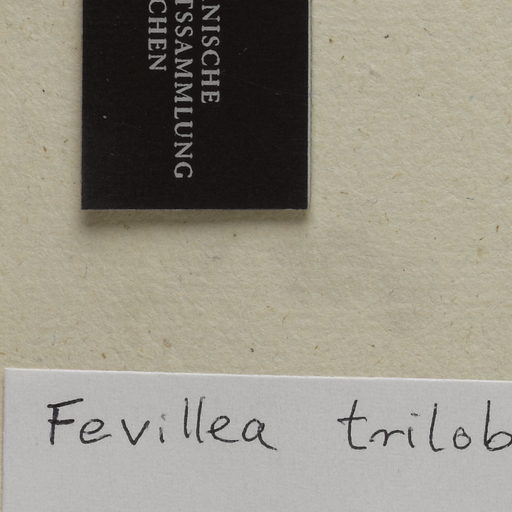 NISCHE
TSSAMMLUNG
CHEN
Fevillea trilob